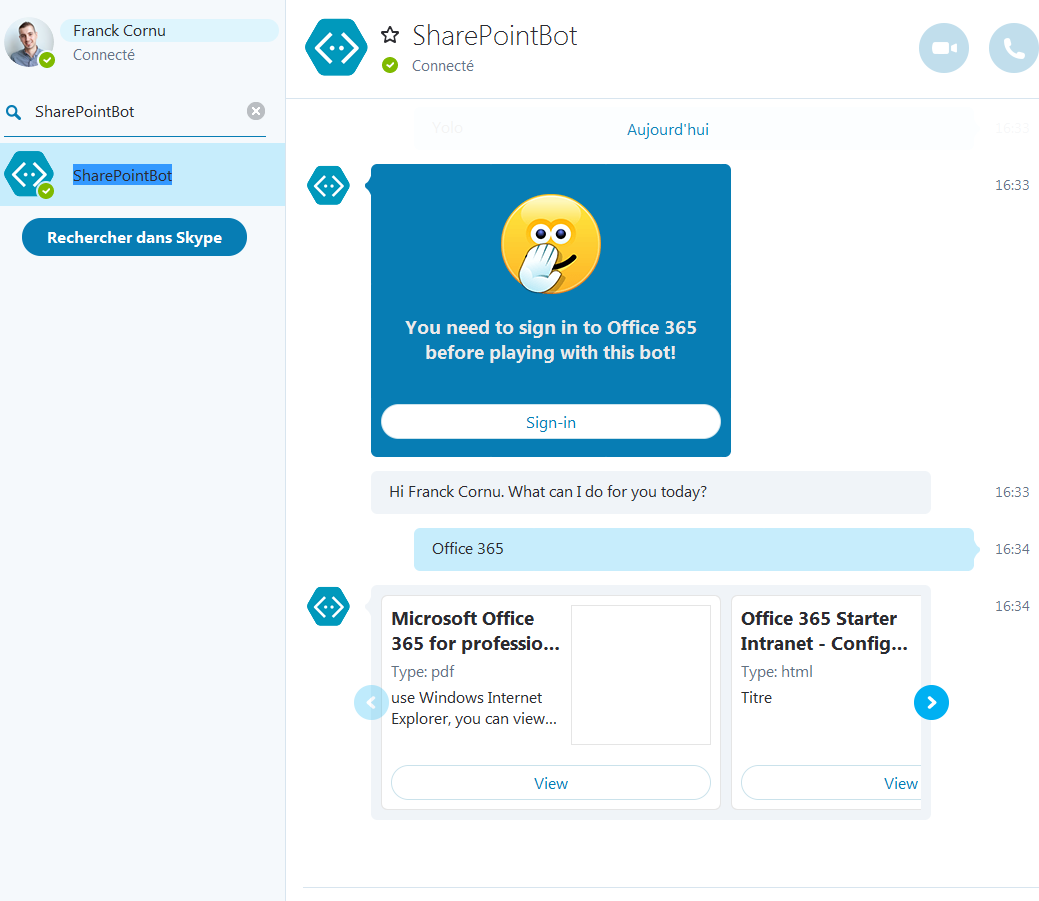 Franck Cornu
Connecté
SharePointBot
SharePointBot
Rechercher dans Skype
SharePointBot
Connecté
Yolo
16:33
Aujourd'hui
16:33
You need to sign in to Office 365
before playing with this bot!
Sign-in
Hi Franck Cornu. What can I do for you today?
16:33
Office 365
16:34
16:34
Microsoft Office
365 for professio...
Type: pdf
use Windows Internet
Explorer, you can view...
View
Office 365 Starter
Intranet - Config...
Type: html
Titre
View